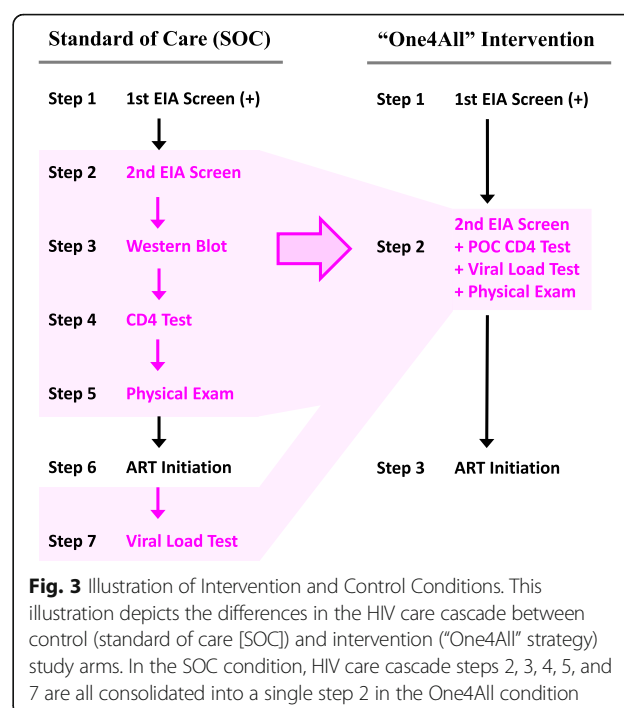 Standard of Care (SOC)
Step 1 1st EIA Screen (+)
Step 2 2nd EIA Screen
Step 3 Western Blot
Step 4 CD4 Test
Step 5 Physical Exam
Step 6 ART Initiation
Step 7 Viral Load Test
“One4All” Intervention
Step 1 1st EIA Screen (+)
Step 2
2nd EIA Screen
+ POC CD4 Test
+ Viral Load Test
+ Physical Exam
Step 3 ART Initiation
Fig. 3 Illustration of Intervention and Control Conditions. This
illustration depicts the differences in the HIV care cascade between
control (standard of care [SOC]) and intervention (“One4All” strategy)
study arms. In the SOC condition, HIV care cascade steps 2, 3, 4, 5, and
7 are all consolidated into a single step 2 in the One4All condition